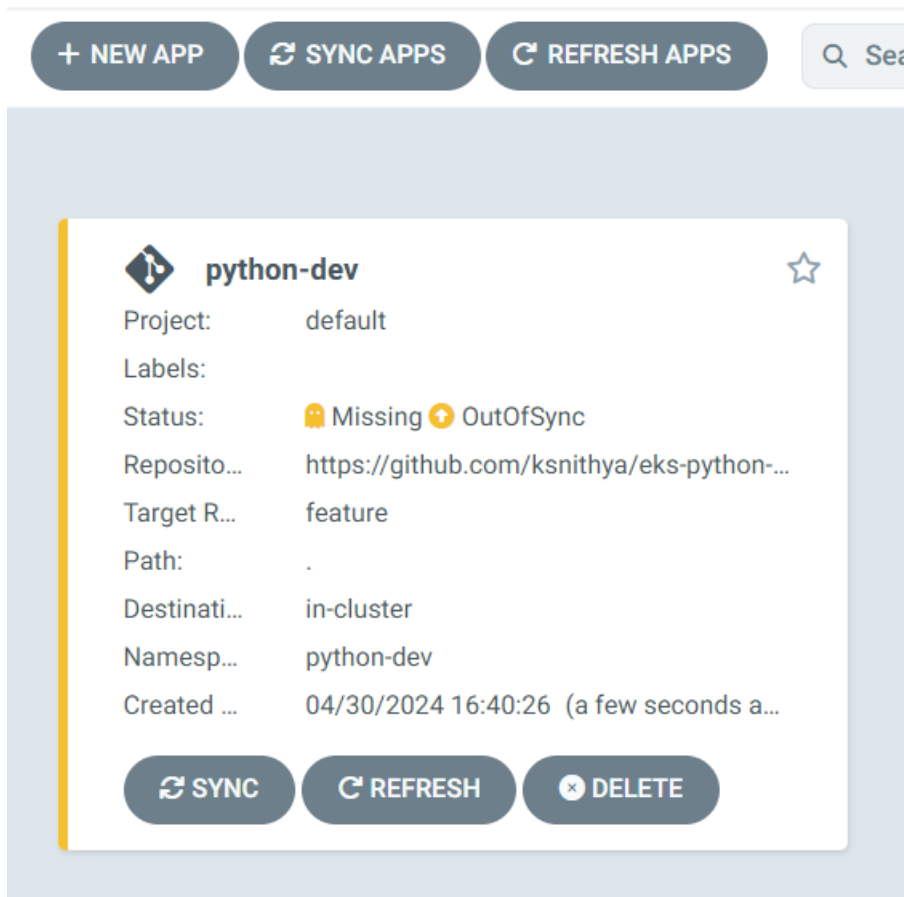 + NEW APP SYNC APPS REFRESH APPS Sea
python-dev
Project: default
Labels:
Status: Missing OutOfSync
Reposito... https://github.com/ksnithya/eks-python-...
Target R... feature
Path: .
Destinati... in-cluster
Namesp... python-dev
Created ... 04/30/2024 16:40:26 (a few seconds a...
SYNC REFRESH DELETE